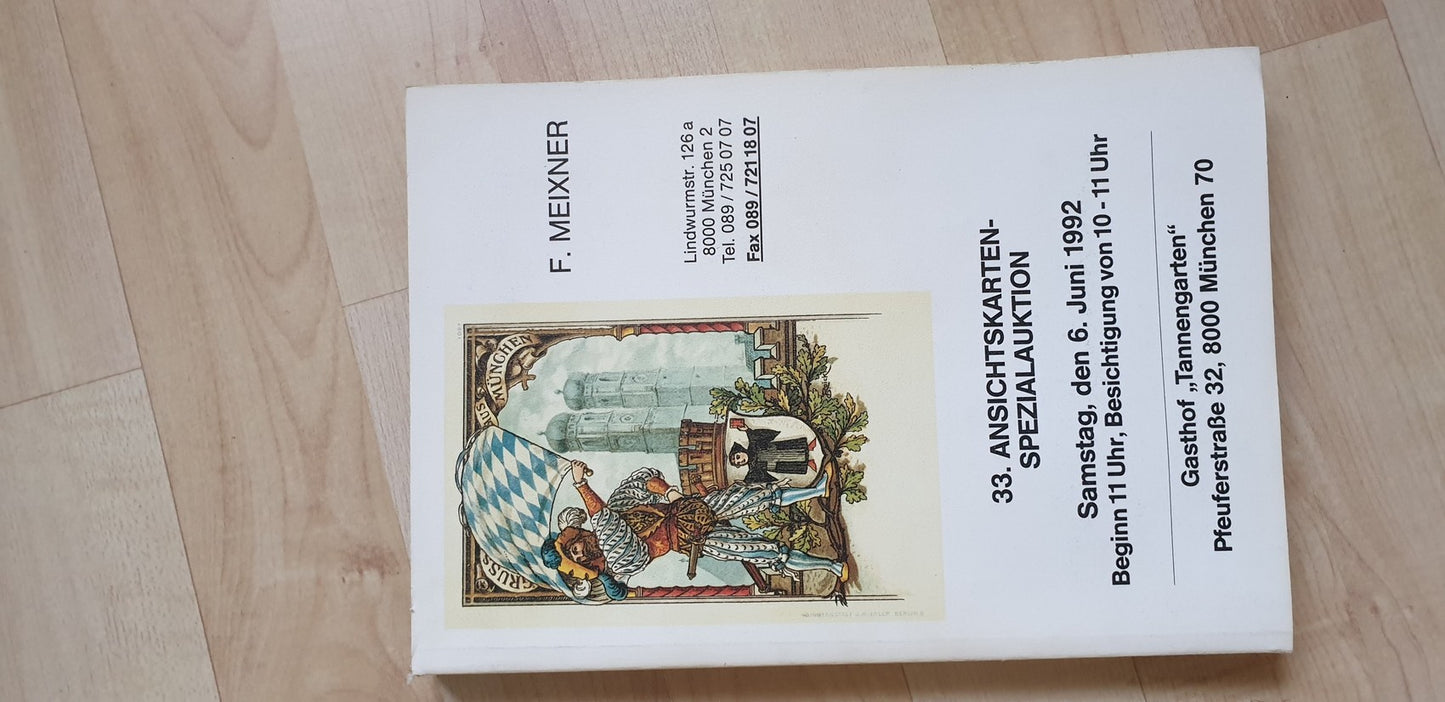 F. MEIXNER
Lindwurmstr. 126 a
8000 München 2
Tel. 089 / 725 07 07
Fax 089 / 721 18 07
GRUSS AUS MÜNCHEN
33. ANSICHTSKARTEN-
SPEZIALAUKTION
Samstag, den 6. Juni 1992
Beginn 11 Uhr, Besichtigung von 10 - 11 Uhr
Gasthof „Tannengarten“
Pfeuferstraße 32, 8000 München 70